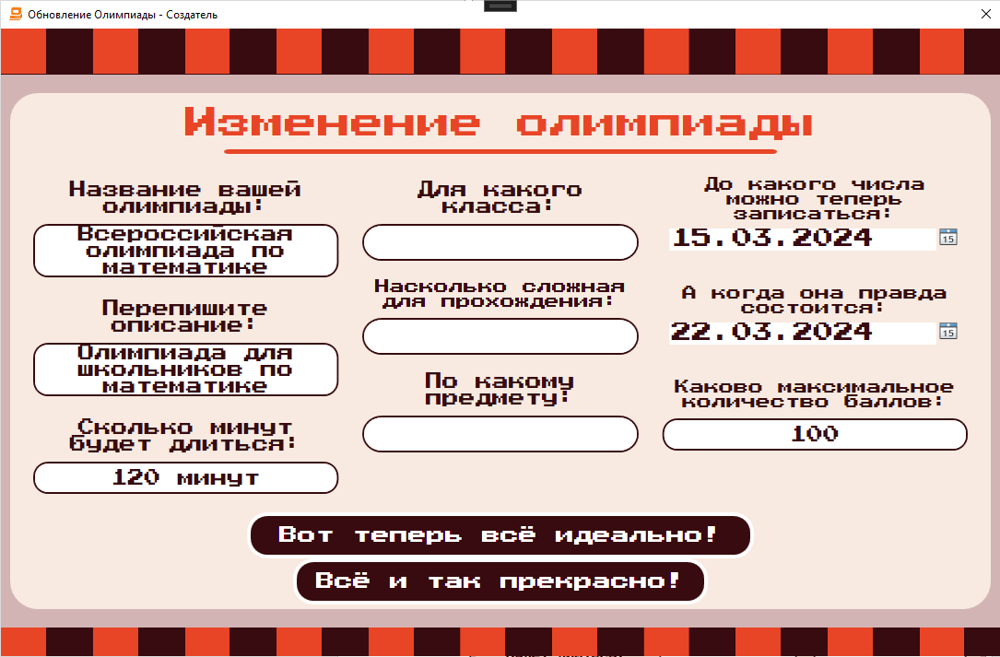 Обновление Олимпиады - Создатель
Изменение олимпиады
Название вашей
олимпиады:
Всероссийская
олимпиада по
математике
Перепишите
описание:
Олимпиада для
школьников по
математике
Сколько минут
будет длиться:
120 минут
Для какого
класса:
Насколько сложная
для прохождения:
По какому
предмету:
До какого числа
можно теперь
записаться:
15.03.2024
15
А когда она правда
состоится:
22.03.2024
15
Каково максимальное
количество баллов:
100
Вот теперь всё идеально!
Всё и так прекрасно!